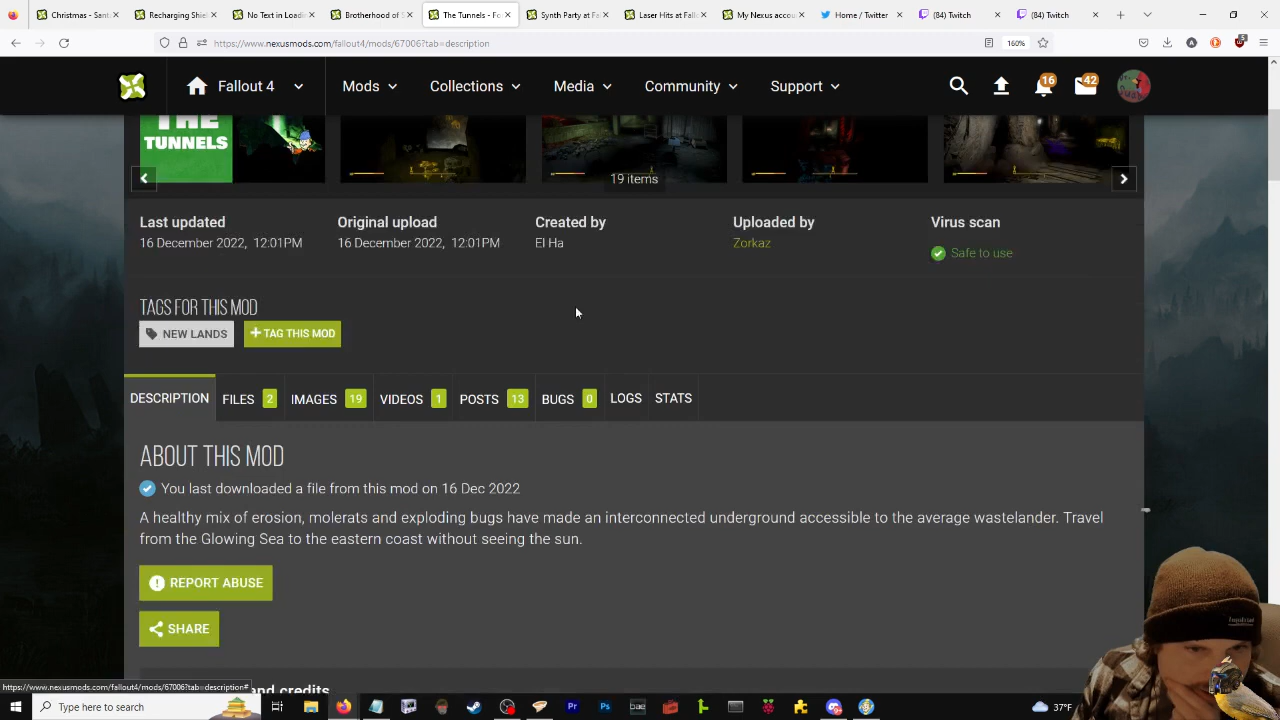 Christmas - Sant
Recharging Shiel
No Text in Loadin
Brotherhood of S
The Tunnels - Fo
Synth Party at Fa
Laser Hits at Fallo
My Nexus accou
Home / Twitter
(84) Twitch
(84) Twitch
https://www.nexusmods.com/fallout4/mods/67006?tab=description
160%
5
Fallout 4
Mods
Collections
Media
Community
Support
16
42
THE
TUNNELS
19 items
Last updated
Original upload
Created by
Uploaded by
Virus scan
16 December 2022, 12:01PM
16 December 2022, 12:01PM
El Ha
Zorkaz
Safe to use
TAGS FOR THIS MOD
NEW LANDS
+ TAG THIS MOD
DESCRIPTION
FILES 2
IMAGES 19
VIDEOS 1
POSTS 13
BUGS 0
LOGS
STATS
ABOUT THIS MOD
You last downloaded a file from this mod on 16 Dec 2022
A healthy mix of erosion, molerats and exploding bugs have made an interconnected underground accessible to the average wastelander. Travel
from the Glowing Sea to the eastern coast without seeing the sun.
REPORT ABUSE
SHARE
https://www.nexusmods.com/fallout4/mods/67006?tab=description#
and credits
Type here to search
Pr
Ps
bae
37°F